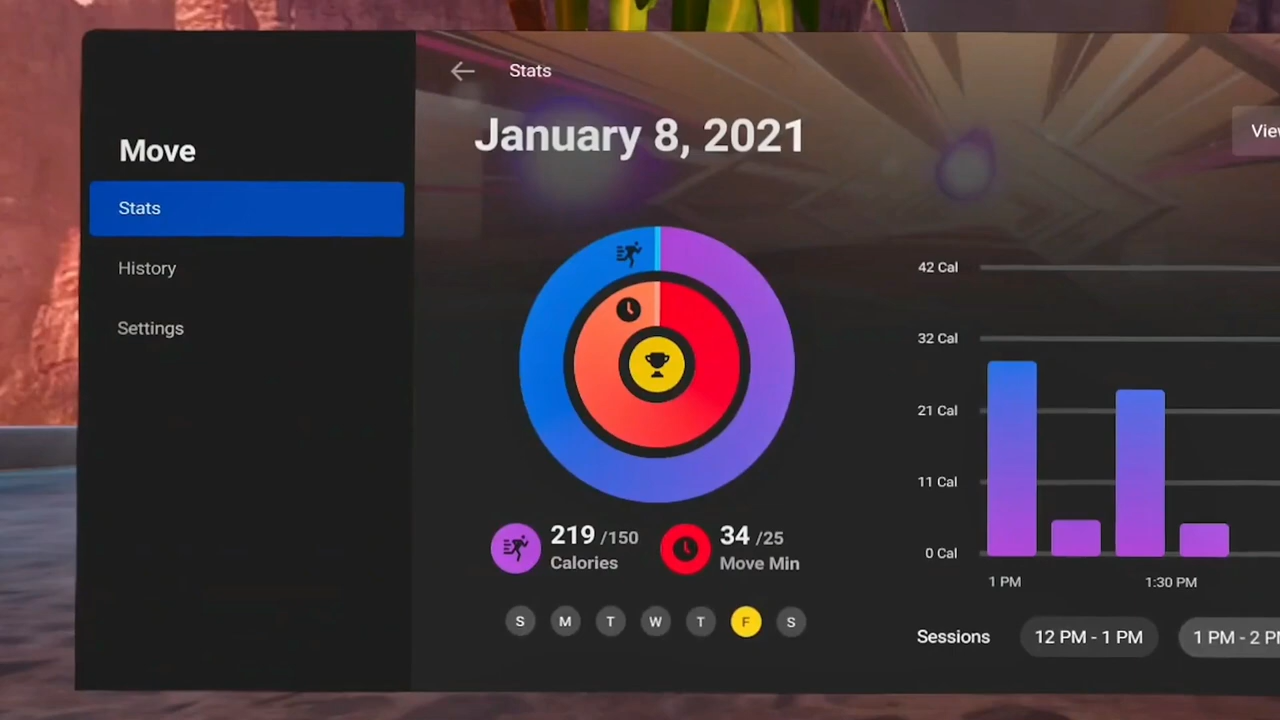 Stats
January 8, 2021
Move
Stats
History
Settings
42 Cal
32 Cal
21 Cal
11 Cal
0 Cal
1 PM
1:30 PM
219 /150
Calories
34 /25
Move Min
S M T W T F S
Sessions
12 PM - 1 PM
1 PM - 2